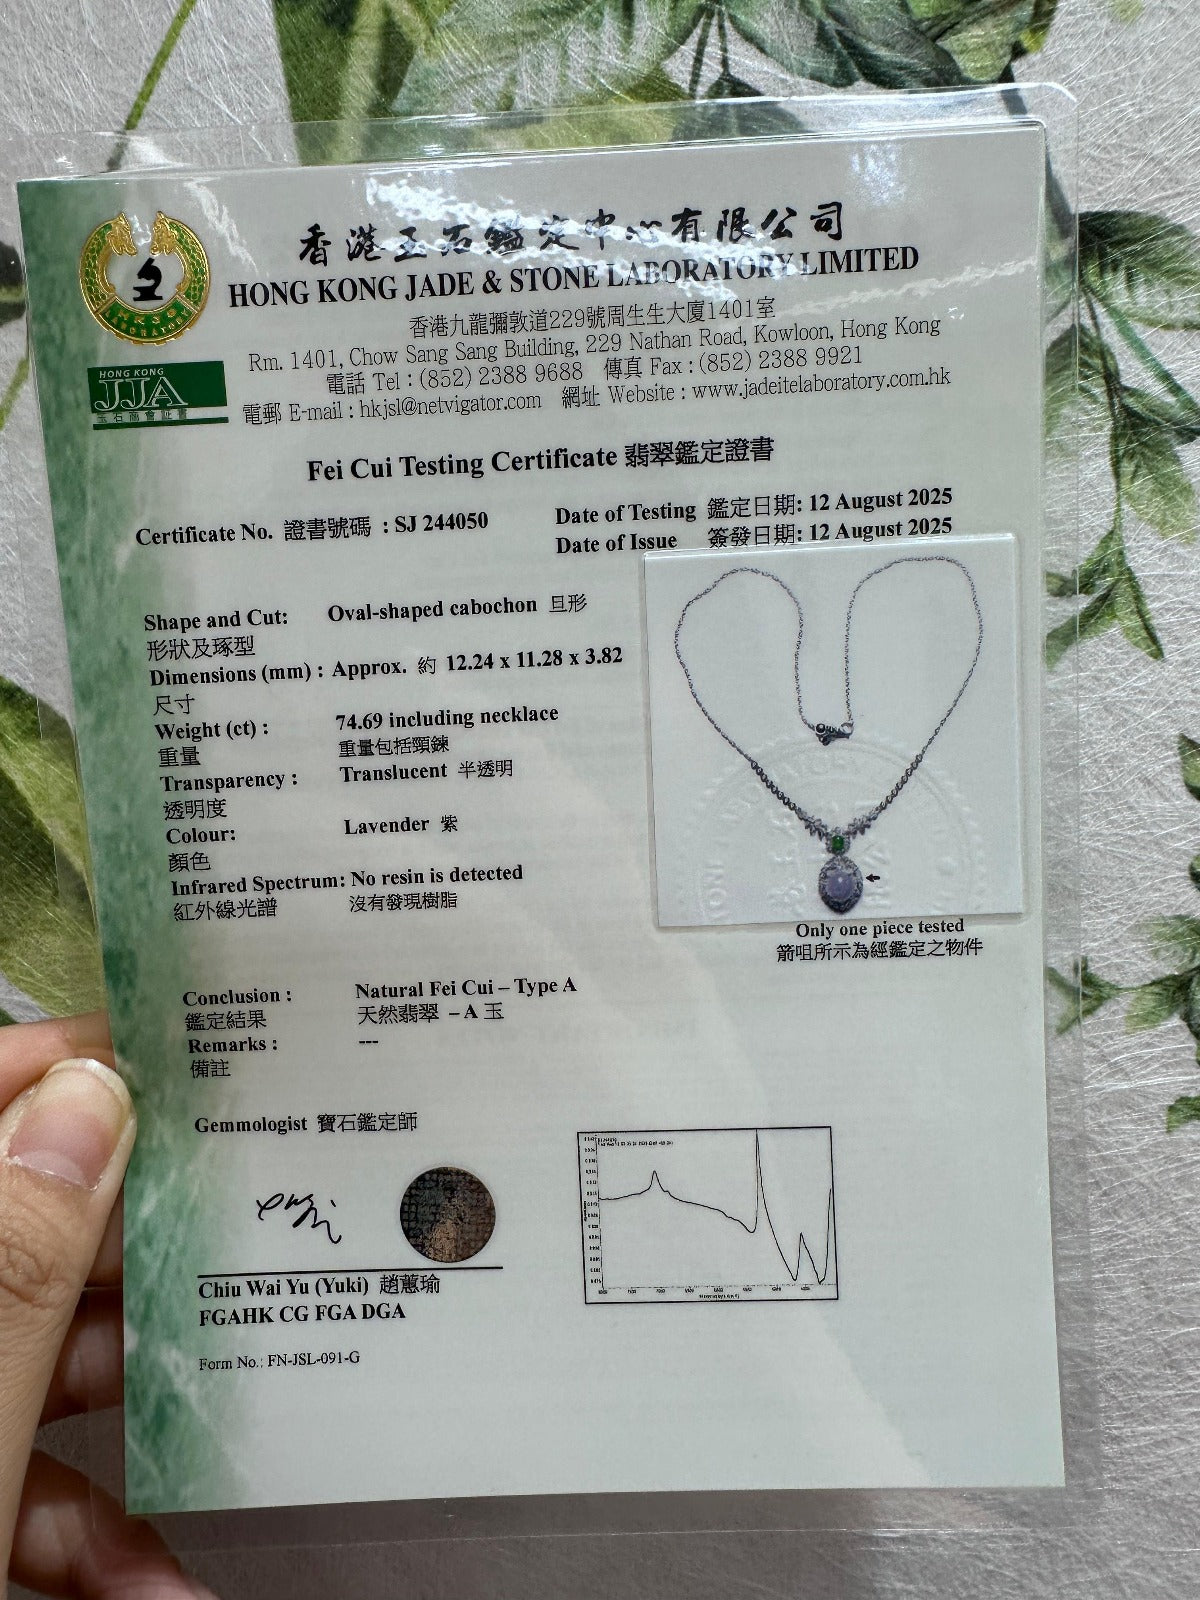 香港玉石鑑定中心有限公司
HONG KONG JADE & STONE LABORATORY LIMITED
香港九龍彌敦道229號周生生大廈1401室
Rm. 1401, Chow Sang Sang Building, 229 Nathan Road, Kowloon, Hong Kong
電話 Tel : (852) 2388 9688 傳真 Fax : (852) 2388 9921
電郵 E-mail : hkjsl@netvigator.com 網址 Website : www.jadeitelaboratory.com.hk
HKJSL
LABORATORY
HONG KONG
JJA
玉石商會証書
Fei Cui Testing Certificate 翡翠鑑定證書
Certificate No. 證書號碼 : SJ 244050
Date of Testing 鑑定日期: 12 August 2025
Date of Issue 簽發日期: 12 August 2025
Shape and Cut: Oval-shaped cabochon 旦形
形狀及琢型
Dimensions (mm) : Approx. 約 12.24 x 11.28 x 3.82
尺寸
Weight (ct) : 74.69 including necklace
重量 重量包括頸鍊
Transparency : Translucent 半透明
透明度
Colour: Lavender 紫
顏色
Infrared Spectrum: No resin is detected
紅外線光譜 沒有發現樹脂
Only one piece tested
箭咀所示為經鑑定之物件
Conclusion : Natural Fei Cui – Type A
鑑定結果 天然翡翠 – A 玉
Remarks : ---
備註
Gemmologist 寶石鑑定師
Chiu Wai Yu (Yuki) 趙蕙瑜
FGAHK CG FGA DGA
Form No.: FN-JSL-091-G